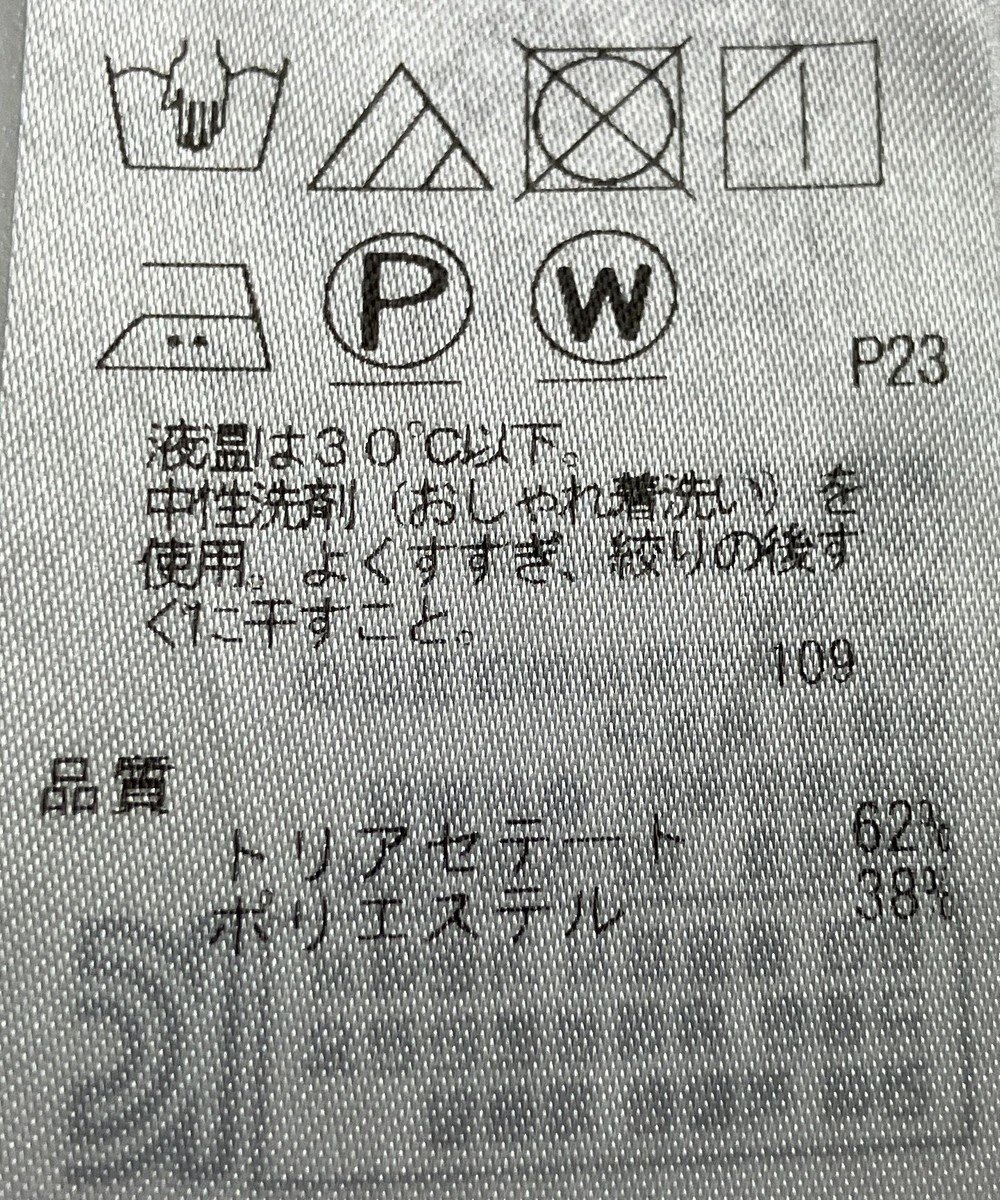 P W
P23
液温は30℃以下。
中性洗剤（おしゃれ着洗い）を
使用。よくすすぎ、絞りの後す
ぐに干すこと。
109
品質
トリアセテート 62%
ポリエステル 38%